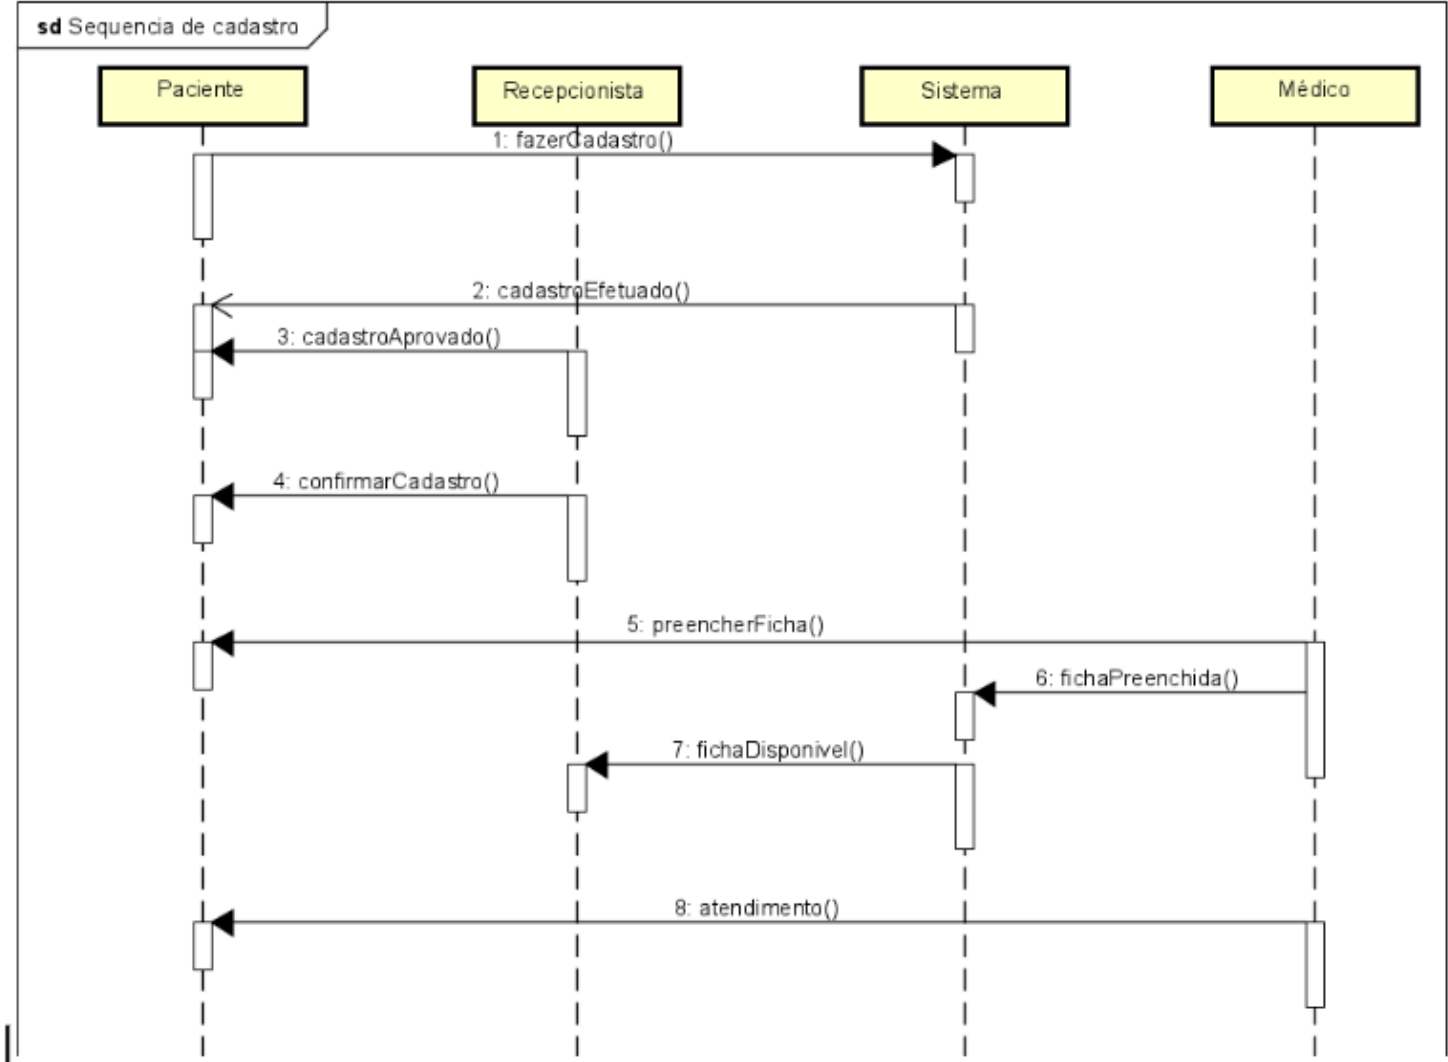 sd Sequencia de cadastro
Paciente
Recepcionista
Sistema
Médico
1: fazerCadastro()
2: cadastroEfetuado()
3: cadastroAprovado()
4: confirmarCadastro()
5: preencherFicha()
6: fichaPreenchida()
7: fichaDisponivel()
8: atendimento()